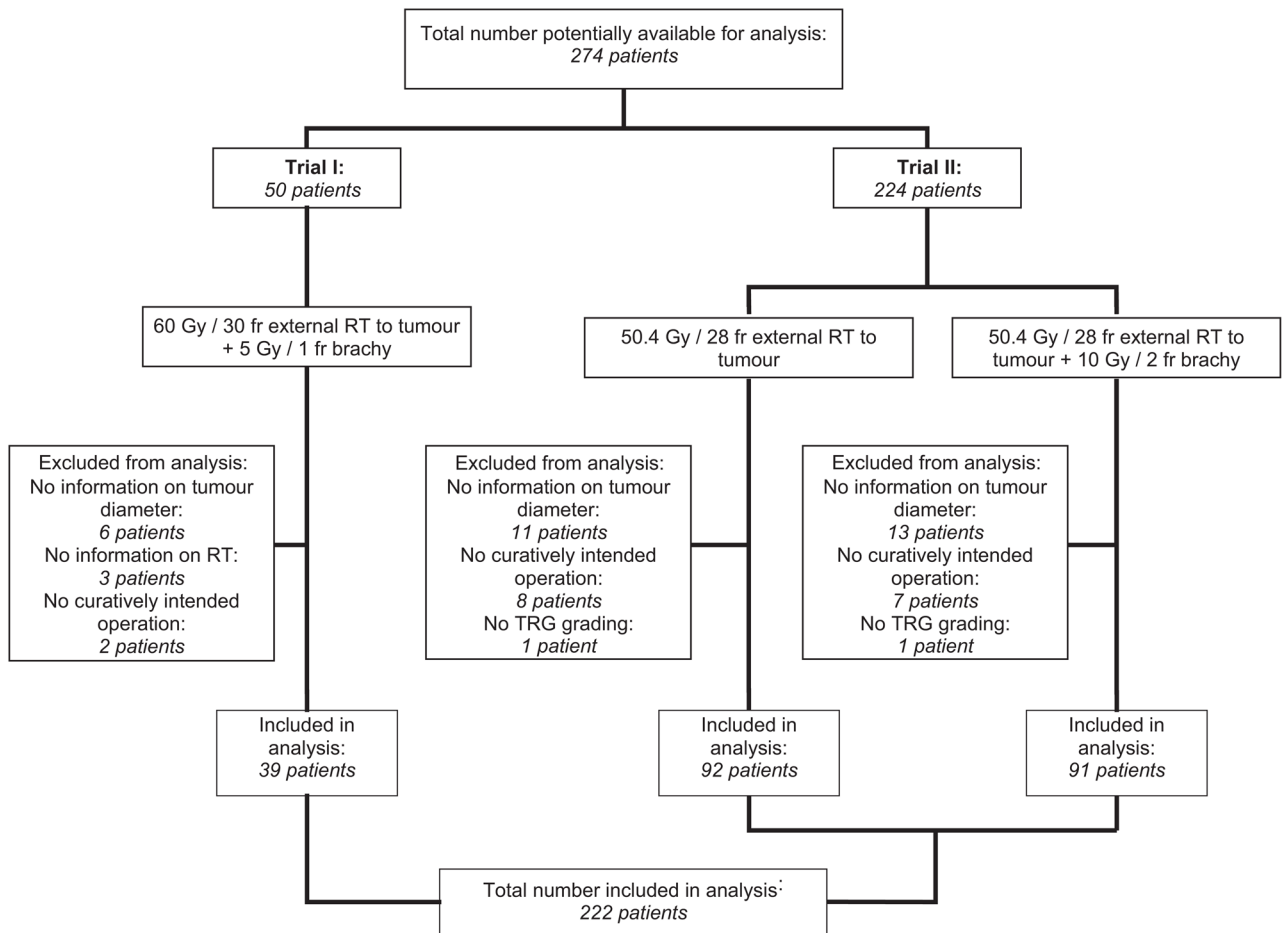 Total number potentially available for analysis:
274 patients
Trial I:
50 patients
Trial II:
224 patients
60 Gy / 30 fr external RT to tumour
+ 5 Gy / 1 fr brachy
50.4 Gy / 28 fr external RT to
tumour
50.4 Gy / 28 fr external RT to
tumour + 10 Gy / 2 fr brachy
Excluded from analysis:
No information on tumour
diameter:
6 patients
No information on RT:
3 patients
No curatively intended
operation:
2 patients
Excluded from analysis:
No information on tumour
diameter:
11 patients
No curatively intended
operation:
8 patients
No TRG grading:
1 patient
Excluded from analysis:
No information on tumour
diameter:
13 patients
No curatively intended
operation:
7 patients
No TRG grading:
1 patient
Included in
analysis:
39 patients
Included in
analysis:
92 patients
Included in
analysis:
91 patients
Total number included in analysis:
222 patients